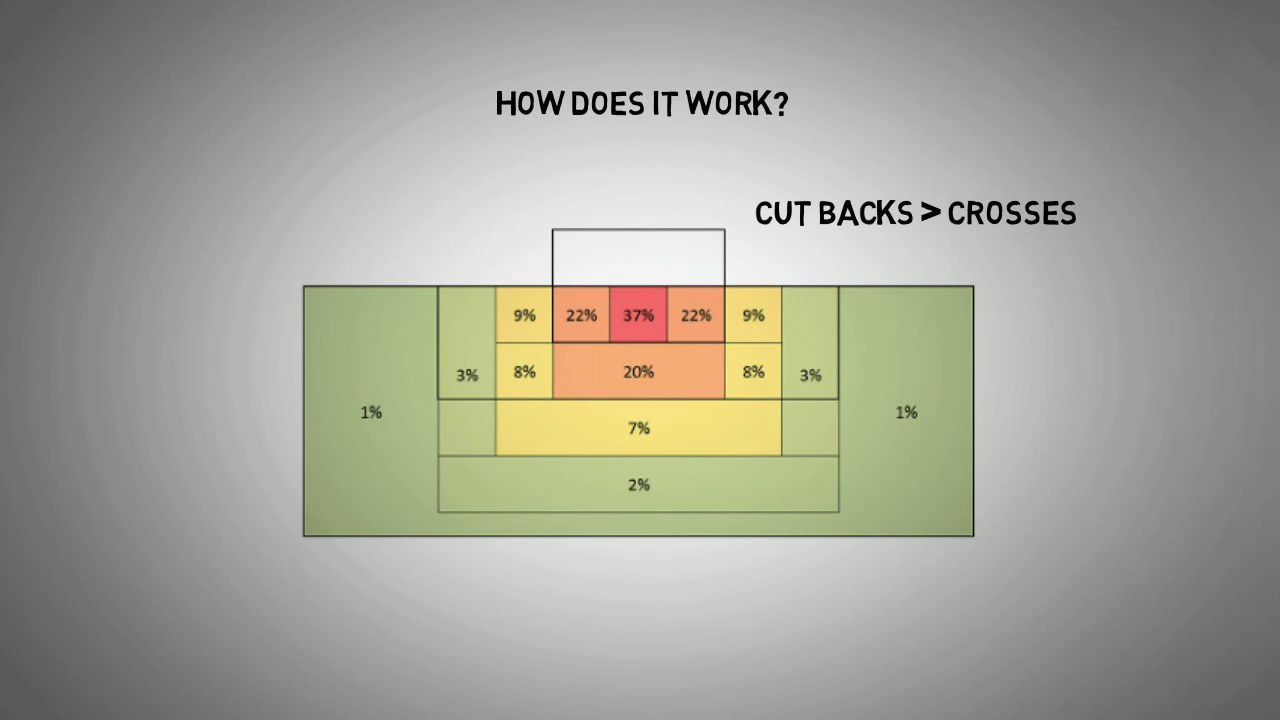 HOW DOES IT WORK?
CUT BACKS > CROSSES
9% 22% 37% 22% 9%
3% 8% 20% 8% 3%
1% 1%
7%
2%